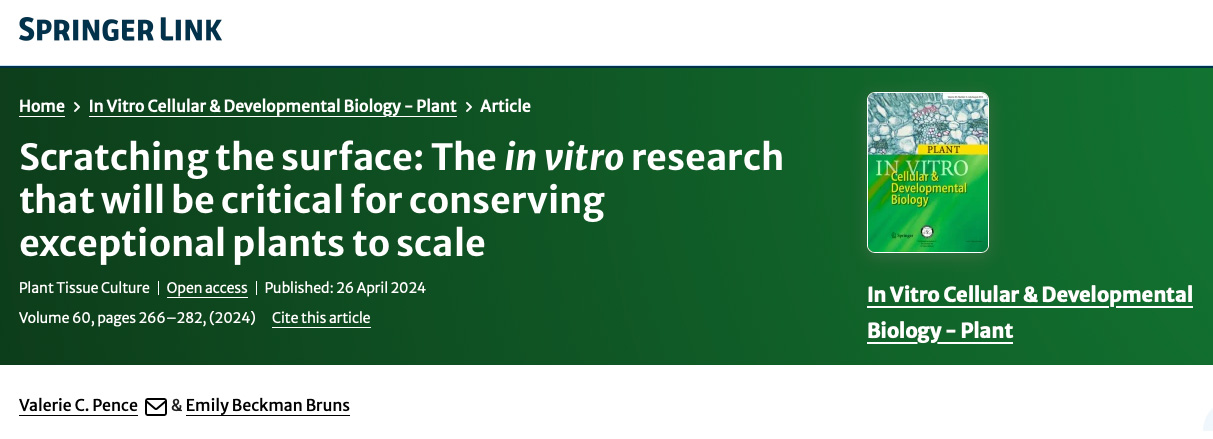 SPRINGER LINK
Home > In Vitro Cellular & Developmental Biology - Plant > Article
Scratching the surface: The in vitro research
that will be critical for conserving
exceptional plants to scale
Plant Tissue Culture | Open access | Published: 26 April 2024
Volume 60, pages 266–282, (2024) Cite this article
PLANT
IN VITRO
Cellular &
Developmental
Biology
Springer
In Vitro Cellular & Developmental
Biology - Plant
Valerie C. Pence & Emily Beckman Bruns